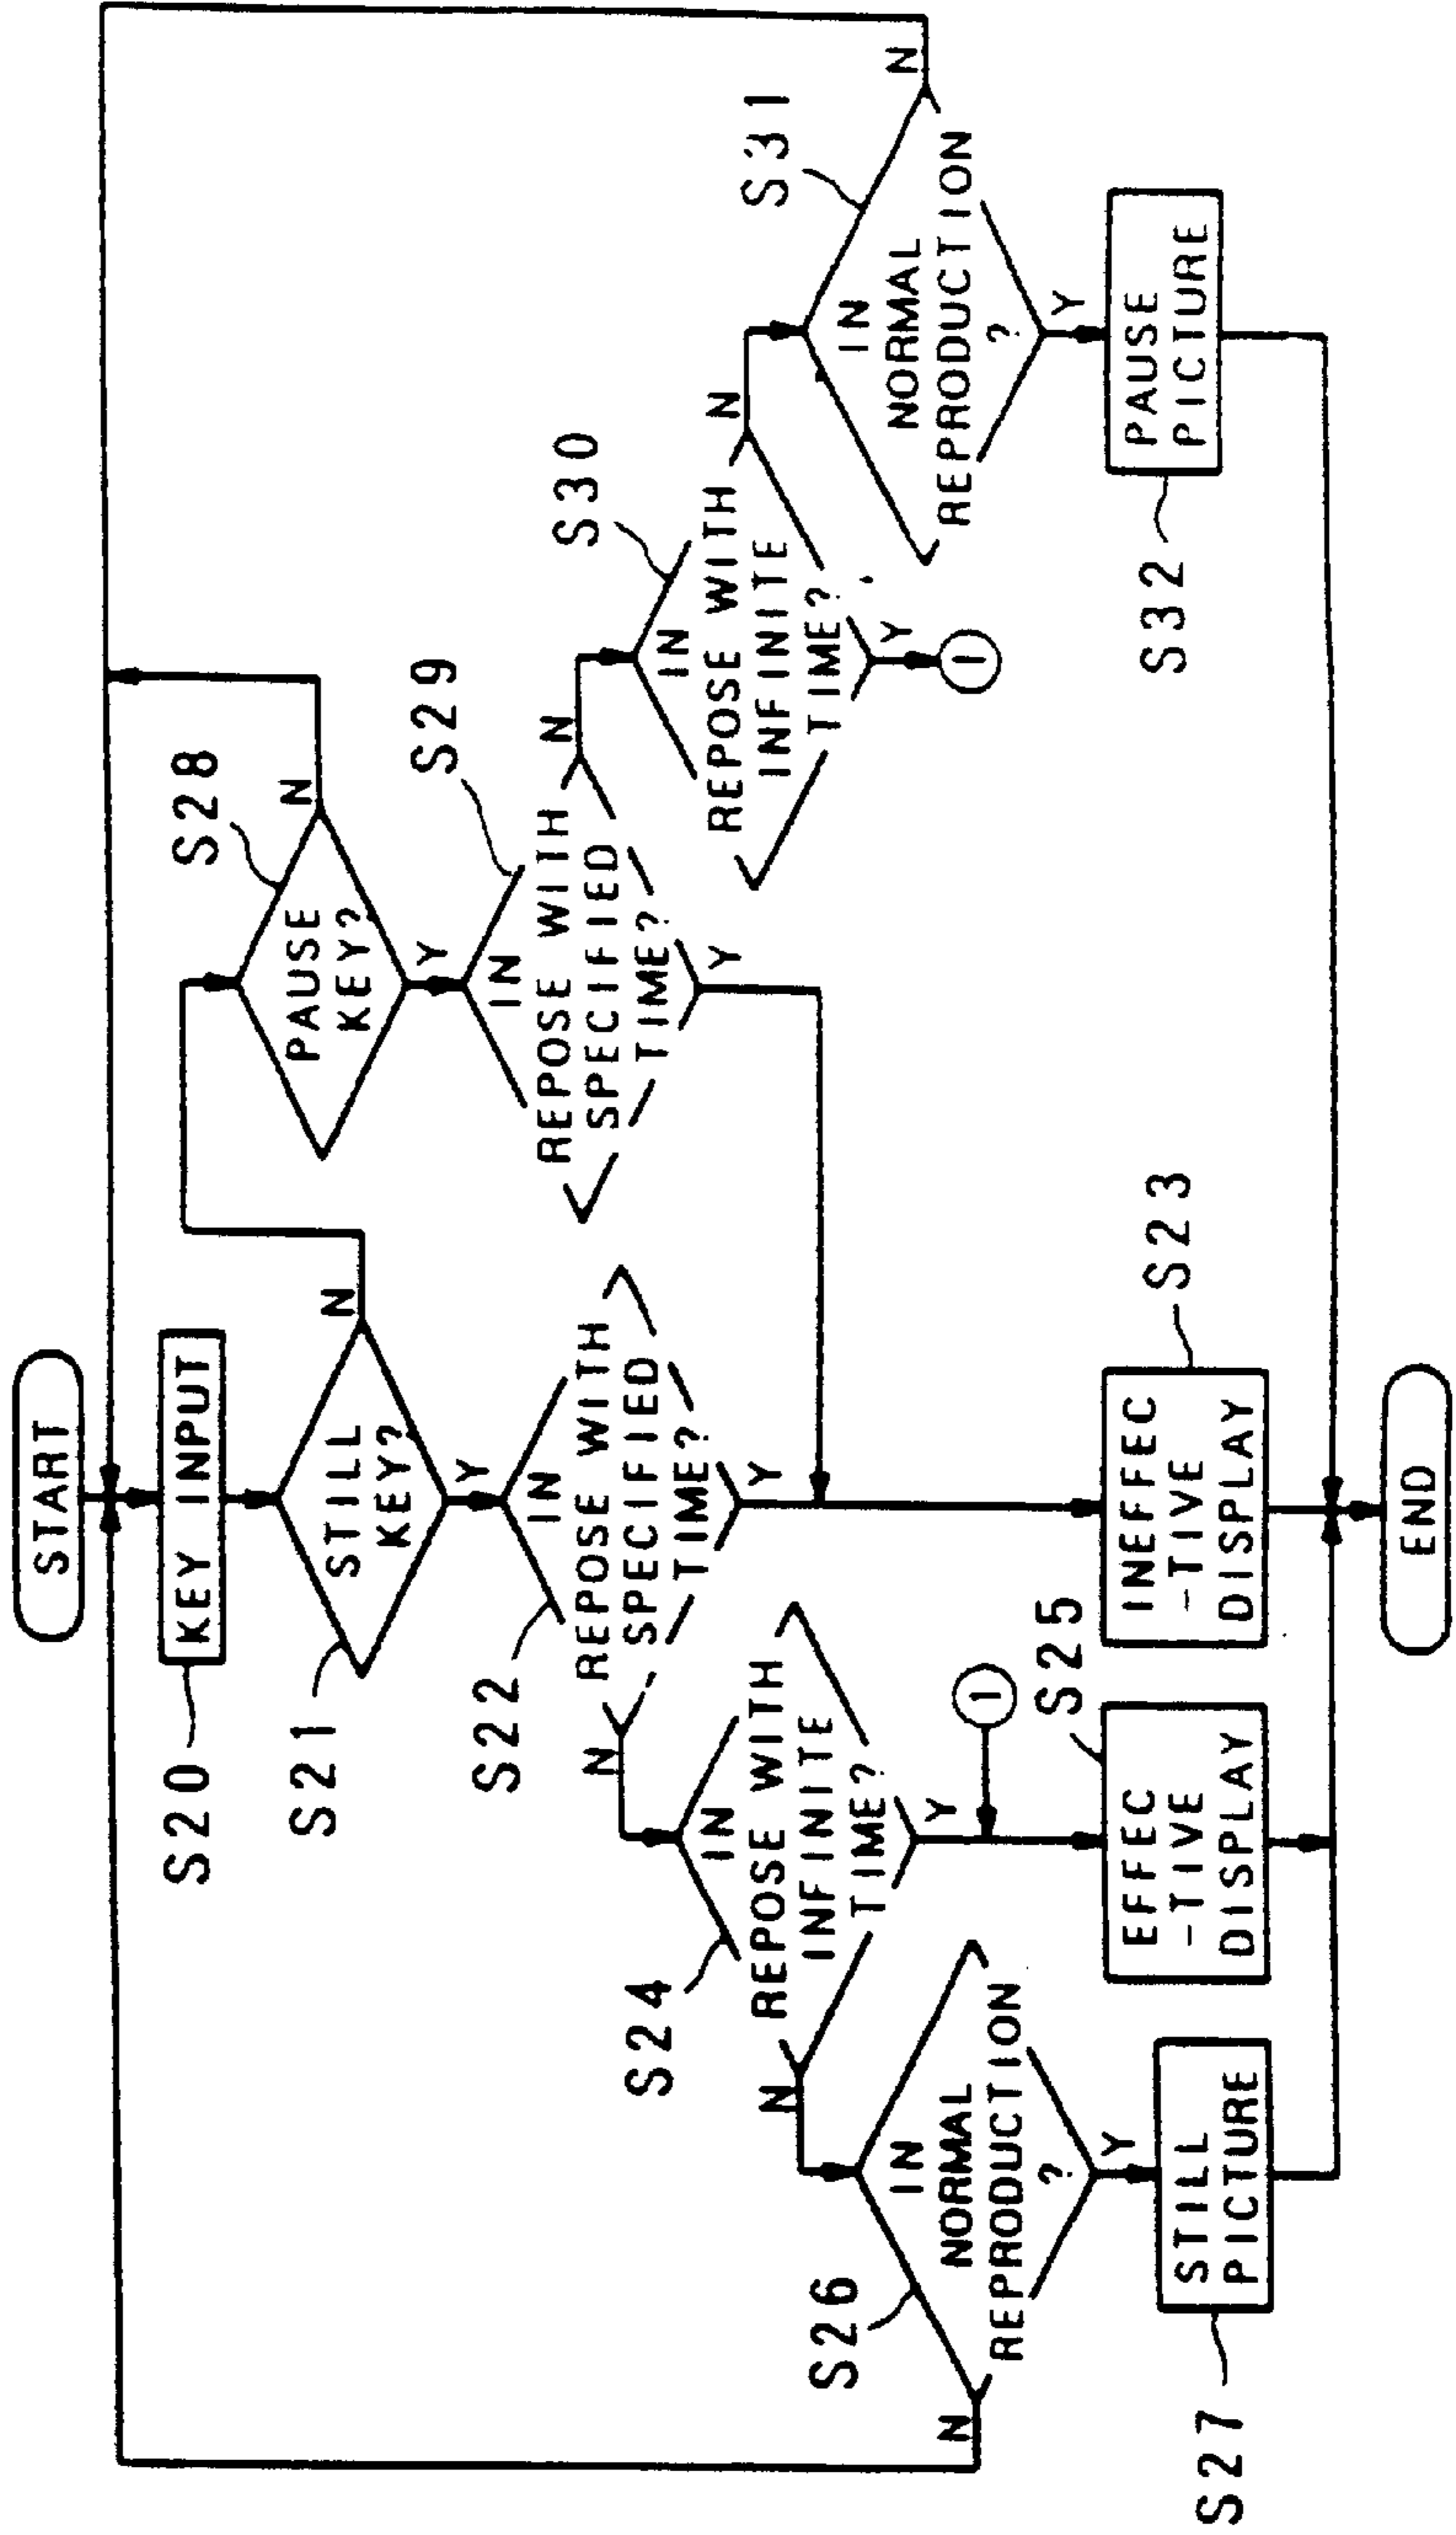 START
S20
KEY INPUT
S21
STILL
KEY?
N
Y
S28
PAUSE
KEY?
N
Y
S22
IN
REPOSE WITH
SPECIFIED
TIME?
N
Y
S29
IN
REPOSE WITH
SPECIFIED
TIME?
N
Y
S24
IN
REPOSE WITH
INFINITE
TIME?
N
Y
S30
IN
REPOSE WITH
INFINITE
TIME?
N
Y
1
S26
IN
NORMAL
REPRODUCTION
?
N
Y
1
S31
IN
NORMAL
REPRODUCTION
?
N
Y
S27
STILL
PICTURE
S25
EFFEC
-TIVE
DISPLAY
S23
INEFFEC
-TIVE
DISPLAY
S32
PAUSE
PICTURE
END